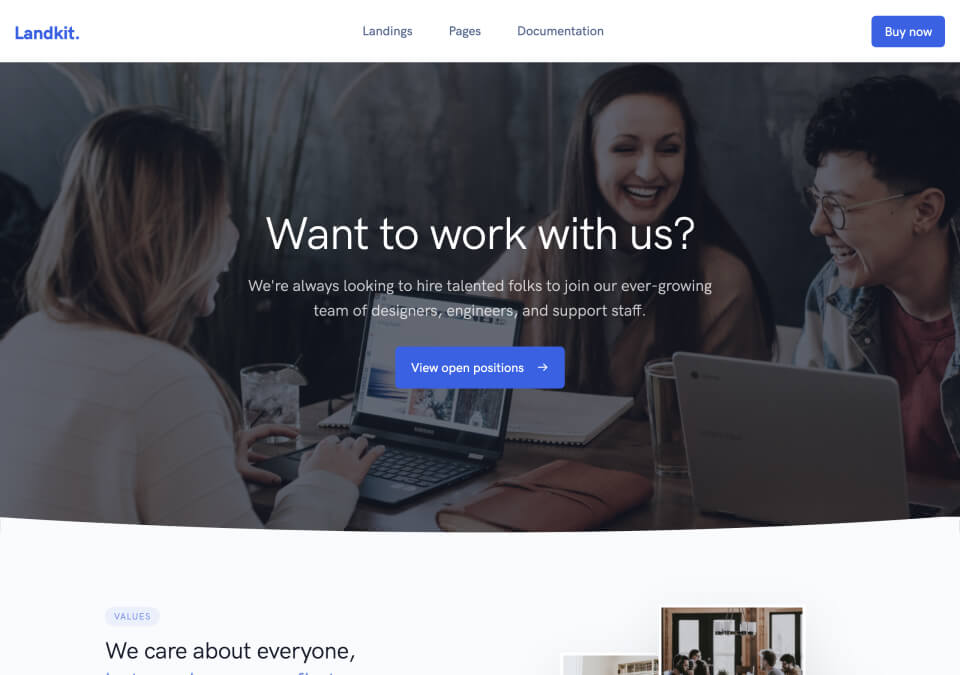 Landkit.
Landings
Pages
Documentation
Buy now
Want to work with us?
We're always looking to hire talented folks to join our ever-growing
team of designers, engineers, and support staff.
View open positions →
SAMSUNG
VALUES
We care about everyone,